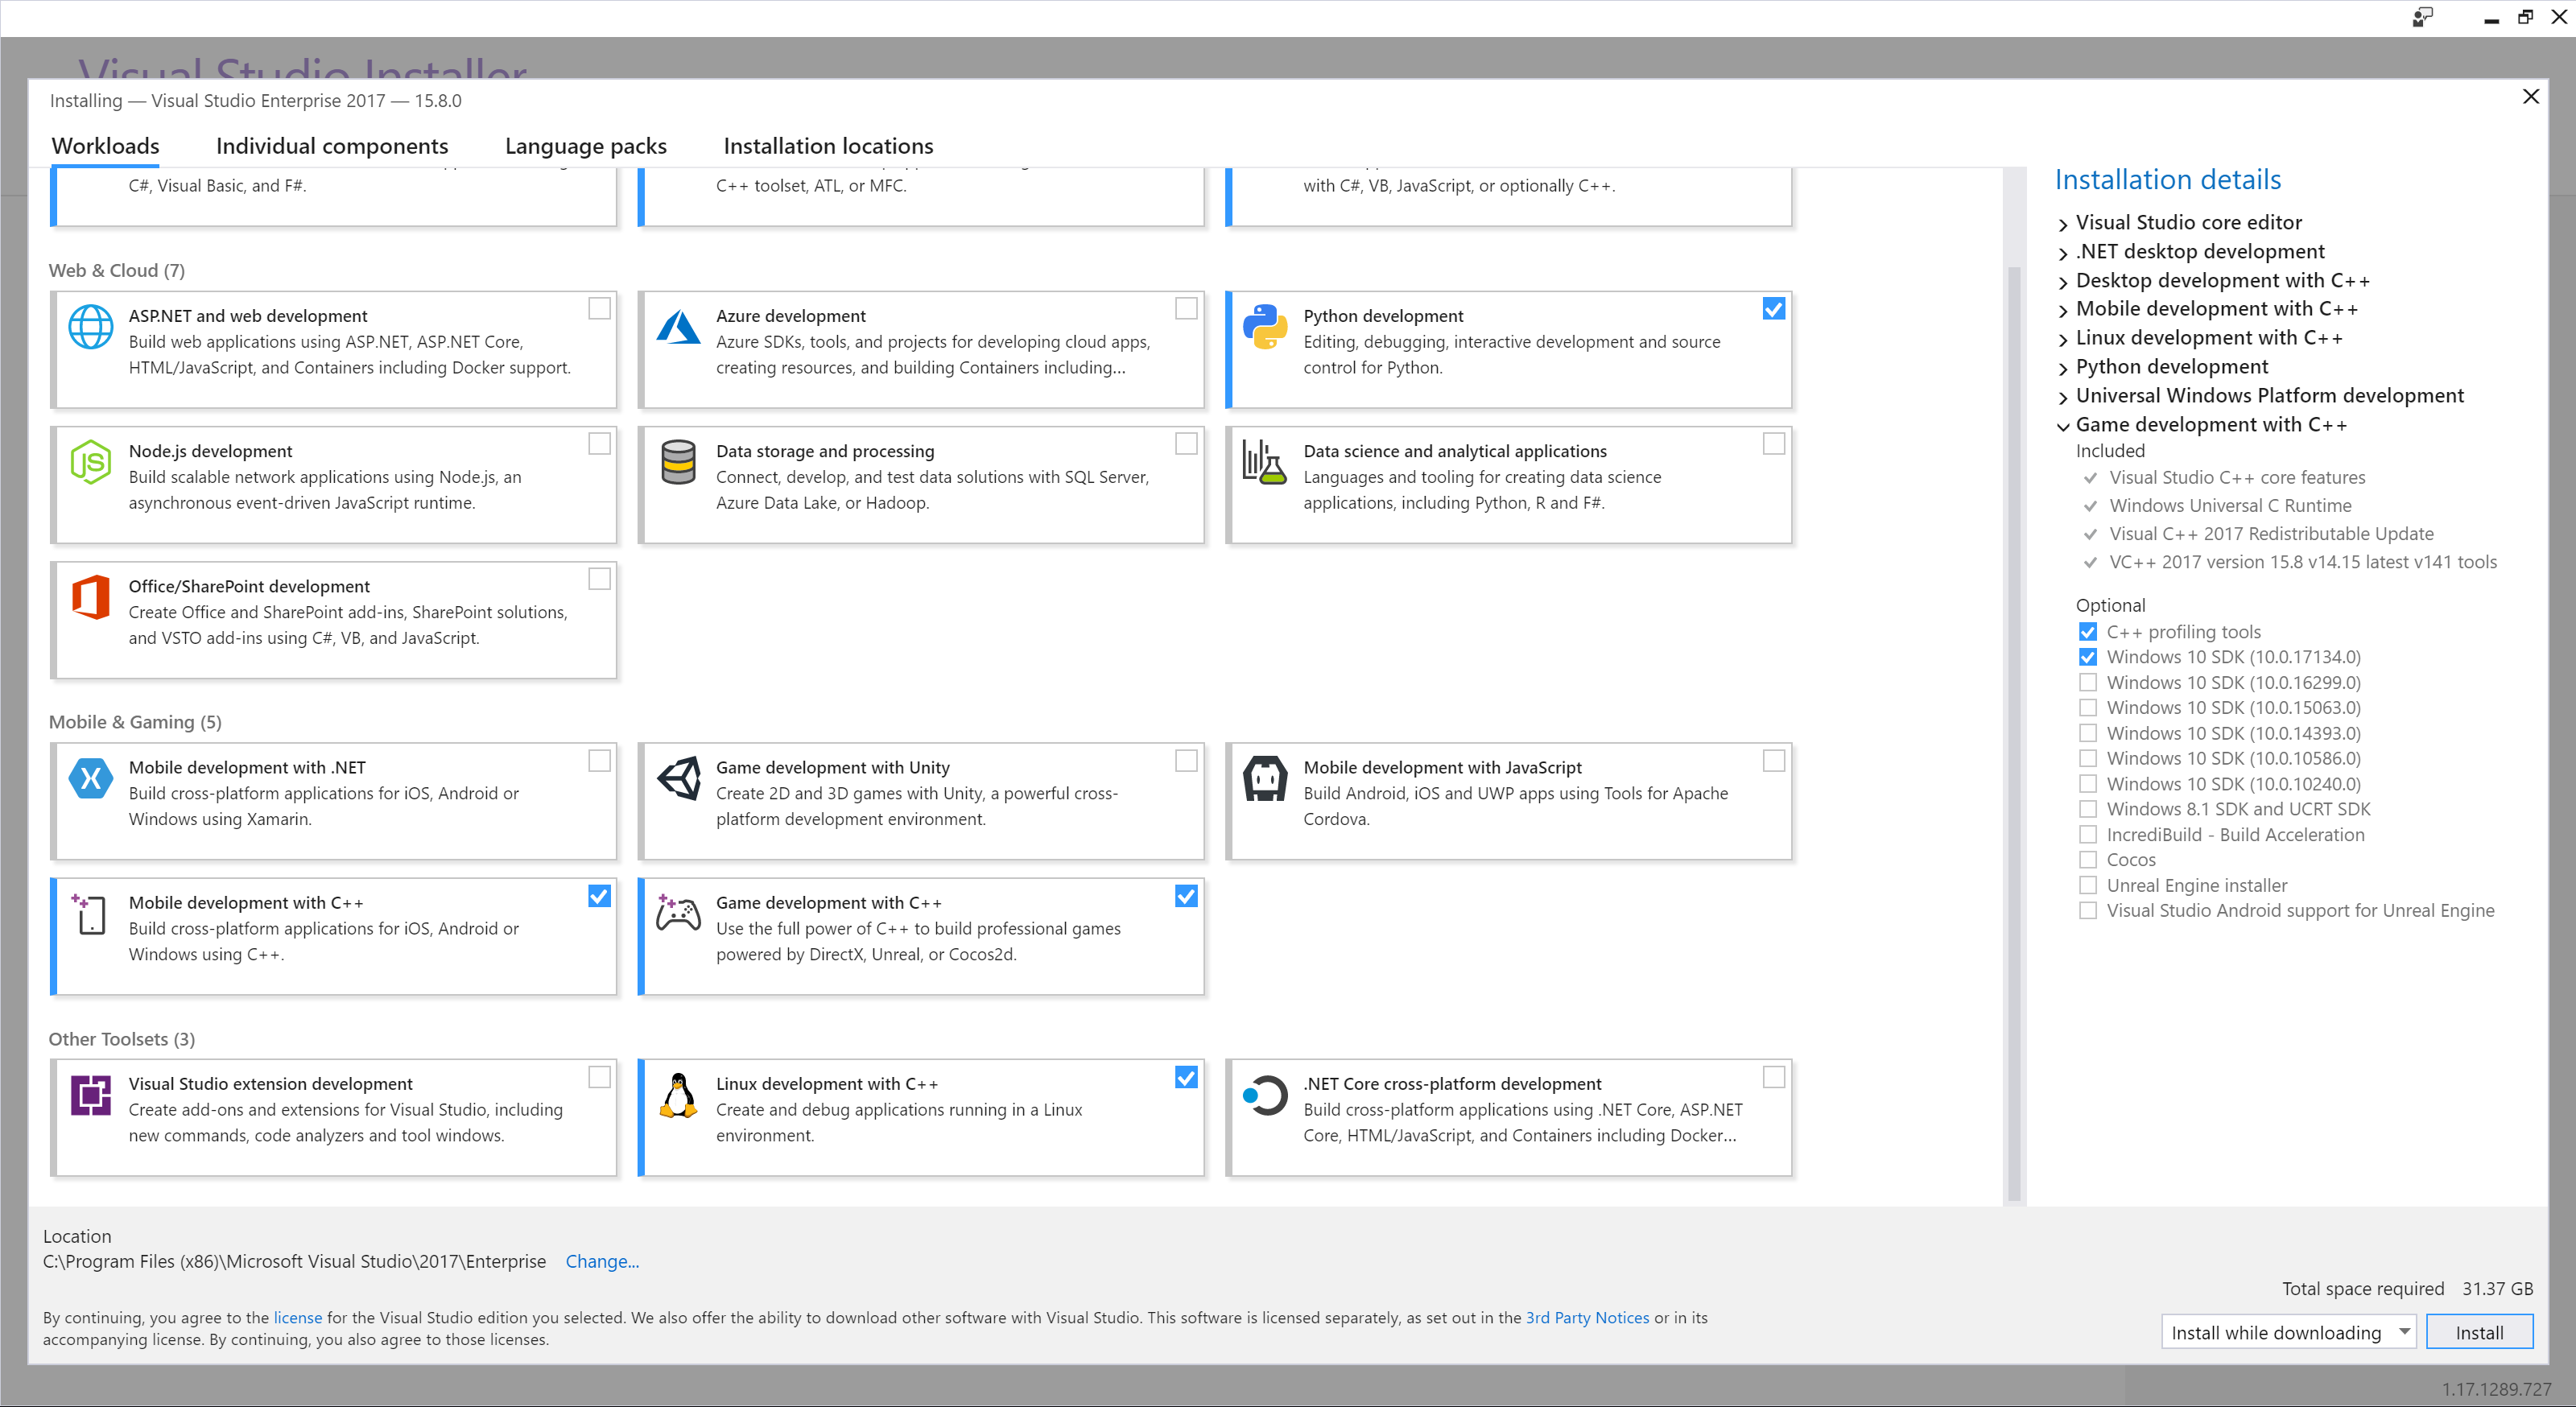 Visual Studio Installer
Installing — Visual Studio Enterprise 2017 — 15.8.0
Workloads
Individual components
Language packs
Installation locations
C#, Visual Basic, and F#.
C++ toolset, ATL, or MFC.
with C#, VB, JavaScript, or optionally C++.
Web & Cloud (7)
ASP.NET and web development
Build web applications using ASP.NET, ASP.NET Core,
HTML/JavaScript, and Containers including Docker support.
Azure development
Azure SDKs, tools, and projects for developing cloud apps,
creating resources, and building Containers including...
Python development
Editing, debugging, interactive development and source
control for Python.
Node.js development
Build scalable network applications using Node.js, an
asynchronous event-driven JavaScript runtime.
Data storage and processing
Connect, develop, and test data solutions with SQL Server,
Azure Data Lake, or Hadoop.
Data science and analytical applications
Languages and tooling for creating data science
applications, including Python, R and F#.
Office/SharePoint development
Create Office and SharePoint add-ins, SharePoint solutions,
and VSTO add-ins using C#, VB, and JavaScript.
Mobile & Gaming (5)
Mobile development with .NET
Build cross-platform applications for iOS, Android or
Windows using Xamarin.
Game development with Unity
Create 2D and 3D games with Unity, a powerful cross-
platform development environment.
Mobile development with JavaScript
Build Android, iOS and UWP apps using Tools for Apache
Cordova.
Mobile development with C++
Build cross-platform applications for iOS, Android or
Windows using C++.
Game development with C++
Use the full power of C++ to build professional games
powered by DirectX, Unreal, or Cocos2d.
Other Toolsets (3)
Visual Studio extension development
Create add-ons and extensions for Visual Studio, including
new commands, code analyzers and tool windows.
Linux development with C++
Create and debug applications running in a Linux
environment.
.NET Core cross-platform development
Build cross-platform applications using .NET Core, ASP.NET
Core, HTML/JavaScript, and Containers including Docker...
Installation details
Visual Studio core editor
.NET desktop development
Desktop development with C++
Mobile development with C++
Linux development with C++
Python development
Universal Windows Platform development
Game development with C++
Included
Visual Studio C++ core features
Windows Universal C Runtime
Visual C++ 2017 Redistributable Update
VC++ 2017 version 15.8 v14.15 latest v141 tools
Optional
C++ profiling tools
Windows 10 SDK (10.0.17134.0)
Windows 10 SDK (10.0.16299.0)
Windows 10 SDK (10.0.15063.0)
Windows 10 SDK (10.0.14393.0)
Windows 10 SDK (10.0.10586.0)
Windows 10 SDK (10.0.10240.0)
Windows 8.1 SDK and UCRT SDK
IncrediBuild - Build Acceleration
Cocos
Unreal Engine installer
Visual Studio Android support for Unreal Engine
Location
C:\Program Files (x86)\Microsoft Visual Studio\2017\Enterprise Change...
Total space required 31.37 GB
By continuing, you agree to the license for the Visual Studio edition you selected. We also offer the ability to download other software with Visual Studio. This software is licensed separately, as set out in the 3rd Party Notices or in its
accompanying license. By continuing, you also agree to those licenses.
Install while downloading
Install
1.17.1289.727